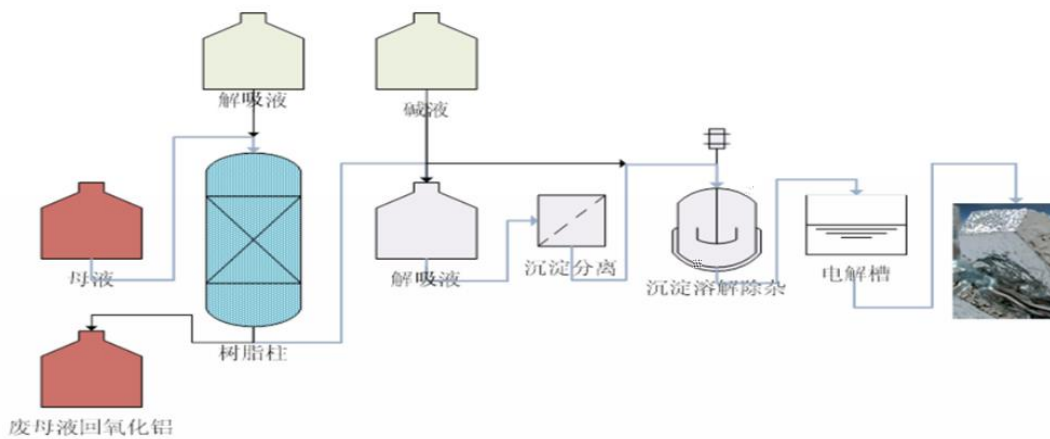 解吸液
碱液
母液
解吸液
沉淀分离
沉淀溶解除杂
电解槽
树脂柱
废母液回氧化铝